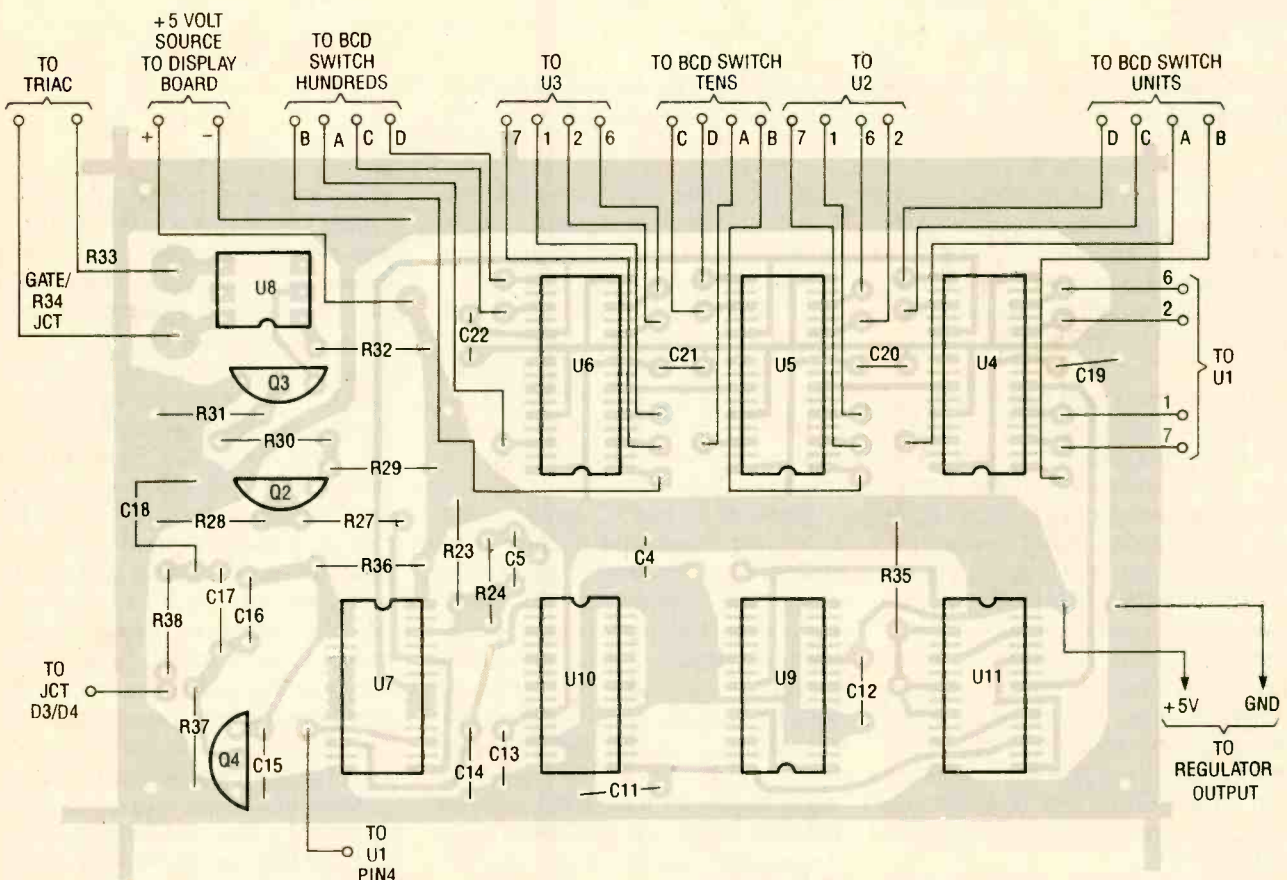 TO
TRIAC
+5 VOLT
SOURCE
TO DISPLAY
BOARD
TO BCD
SWITCH
HUNDREDS
TO
U3
TO BCD SWITCH
TENS
TO
U2
TO BCD SWITCH
UNITS
+ −
B A C D
7 1 2 6
C D A B
7 1 6 2
D C A B
R33
GATE/
R34
JCT
U8
R32
C22
U6
C21
U5
C20
U4
C19
6
2
1
7
TO
U1
Q3
R31
R30
R29
Q2
C18
R28
R27
R36
R23
R24
C5
C4
R35
R38
C17
C16
TO
JCT
D3/D4
R37
Q4
C15
U7
C14
C13
U10
C11
U9
C12
U11
+5V
GND
TO
REGULATOR
OUTPUT
TO
U1
PIN4